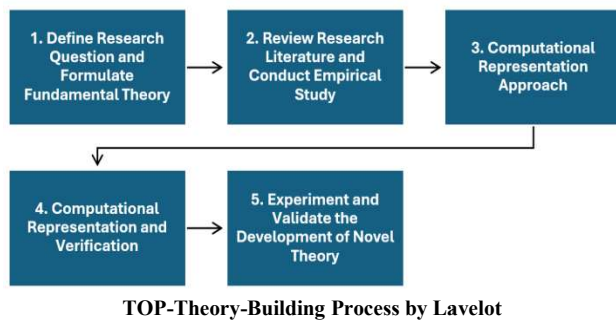 1. Define Research
Question and
Formulate
Fundamental Theory
2. Review Research
Literature and
Conduct Empirical
Study
3. Computational
Representation
Approach
4. Computational
Representation and
Verification
5. Experiment and
Validate the
Development of Novel
Theory
TOP-Theory-Building Process by Lavelot